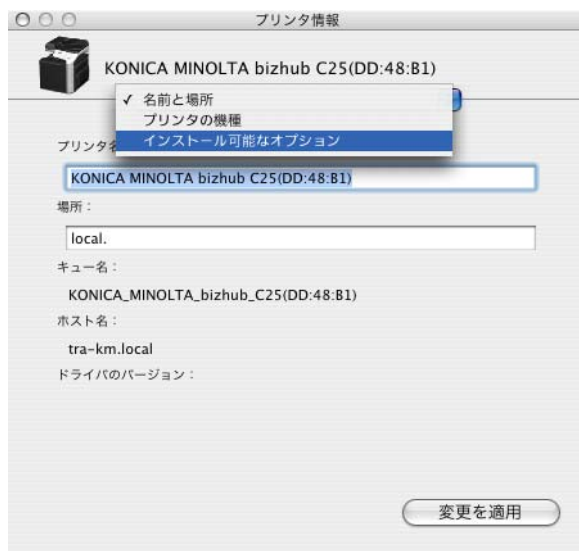 プリンタ情報
KONICA MINOLTA bizhub C25(DD:48:B1)
✓ 名前と場所
プリンタの機種
インストール可能なオプション
プリンタ
KONICA MINOLTA bizhub C25(DD:48:B1)
場所：
local.
キュー名：
KONICA_MINOLTA_bizhub_C25(DD:48:B1)
ホスト名：
tra-km.local
ドライバのバージョン：
変更を適用